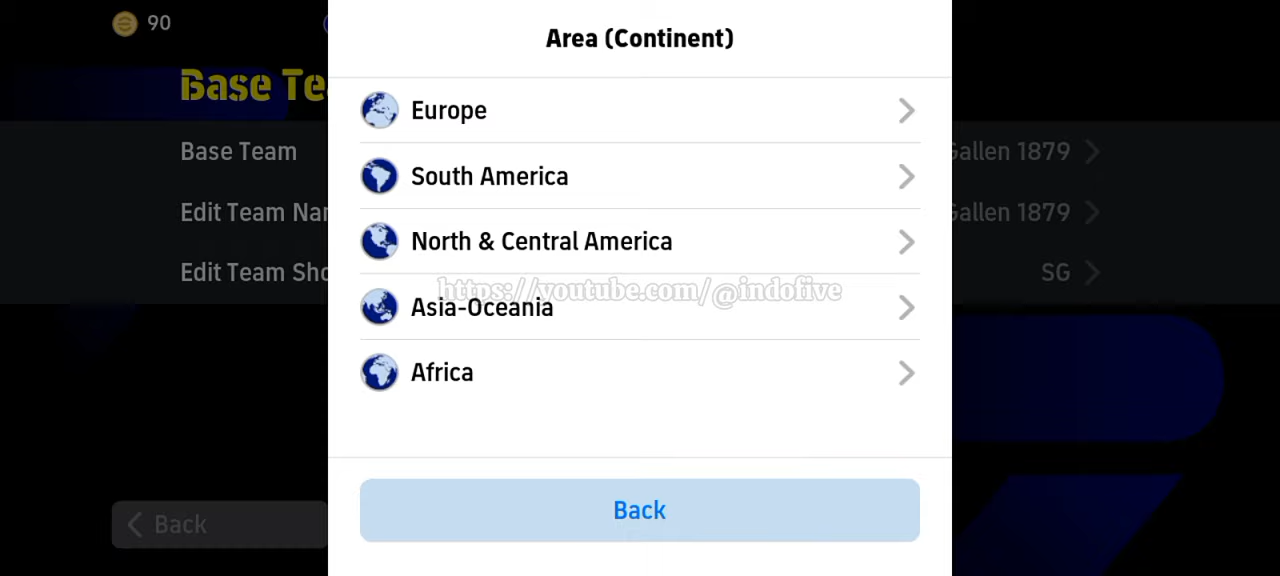 90
Area (Continent)
Base Te
Europe
Base Team
Gallen 1879
South America
Edit Team Nar
Gallen 1879
North & Central America
Edit Team Sho
SG
https://youtube.com/@indofive
Asia-Oceania
Africa
Back
Back